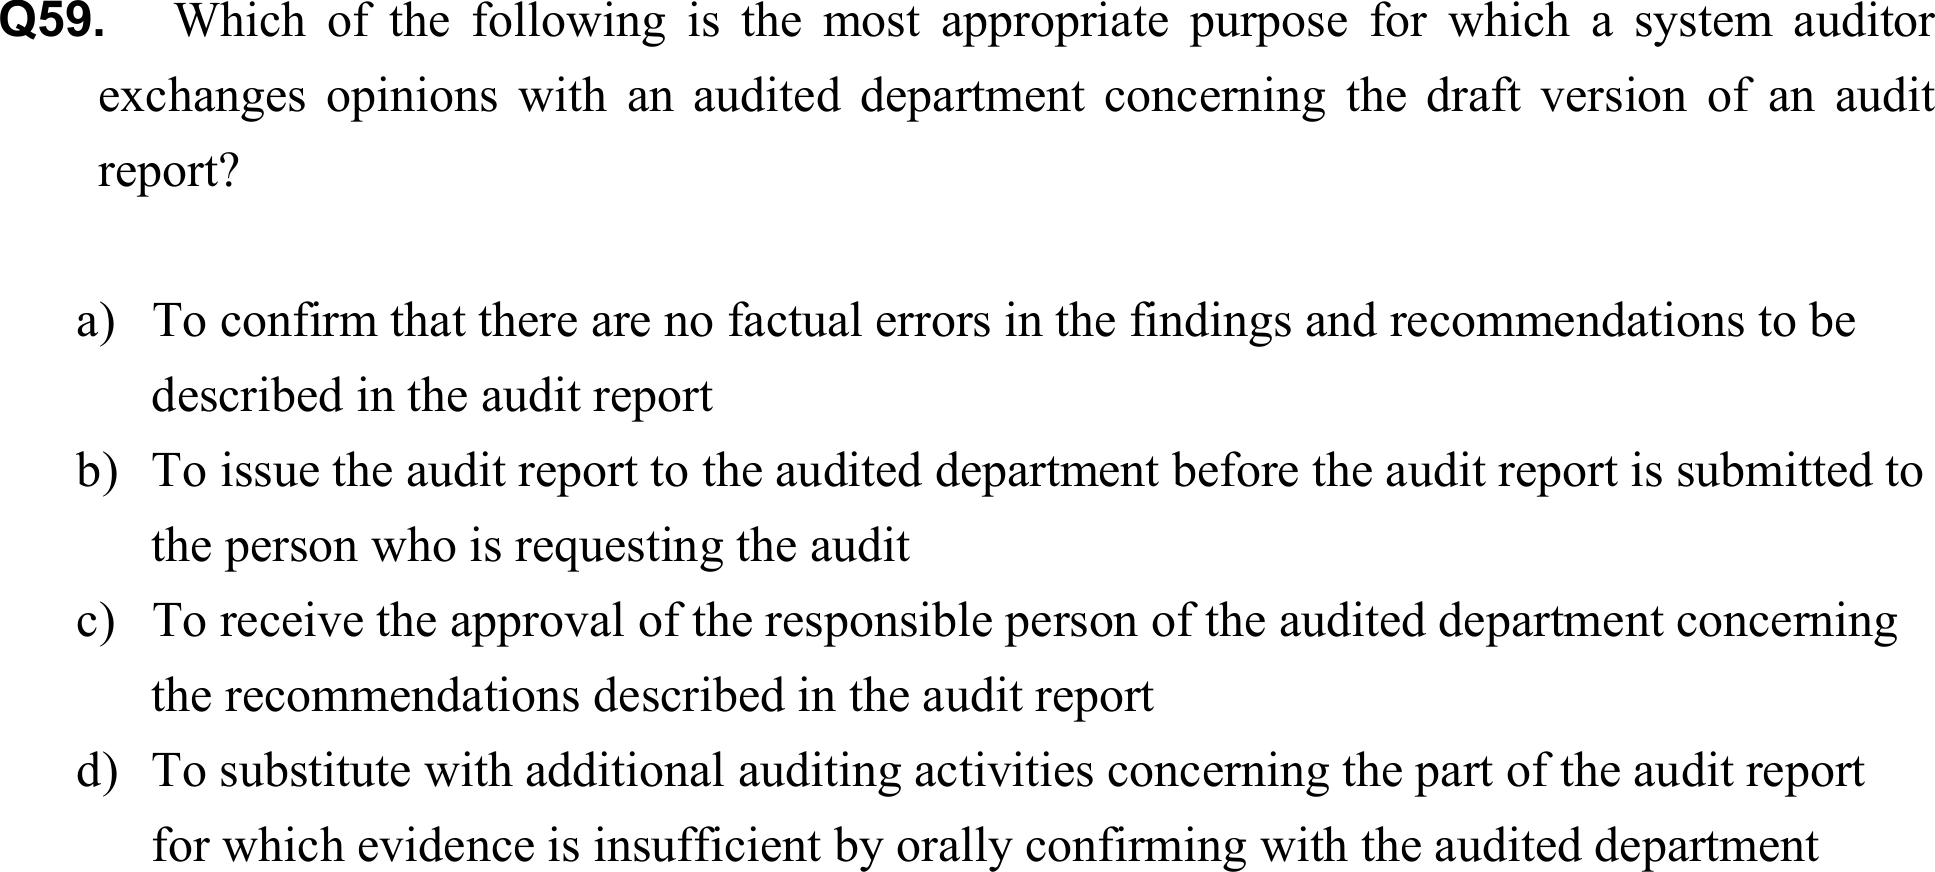 Q59. Which of the following is the most appropriate purpose for which a system auditor
exchanges opinions with an audited department concerning the draft version of an audit
report?
a) To confirm that there are no factual errors in the findings and recommendations to be
described in the audit report
b) To issue the audit report to the audited department before the audit report is submitted to
the person who is requesting the audit
c) To receive the approval of the responsible person of the audited department concerning
the recommendations described in the audit report
d) To substitute with additional auditing activities concerning the part of the audit report
for which evidence is insufficient by orally confirming with the audited department